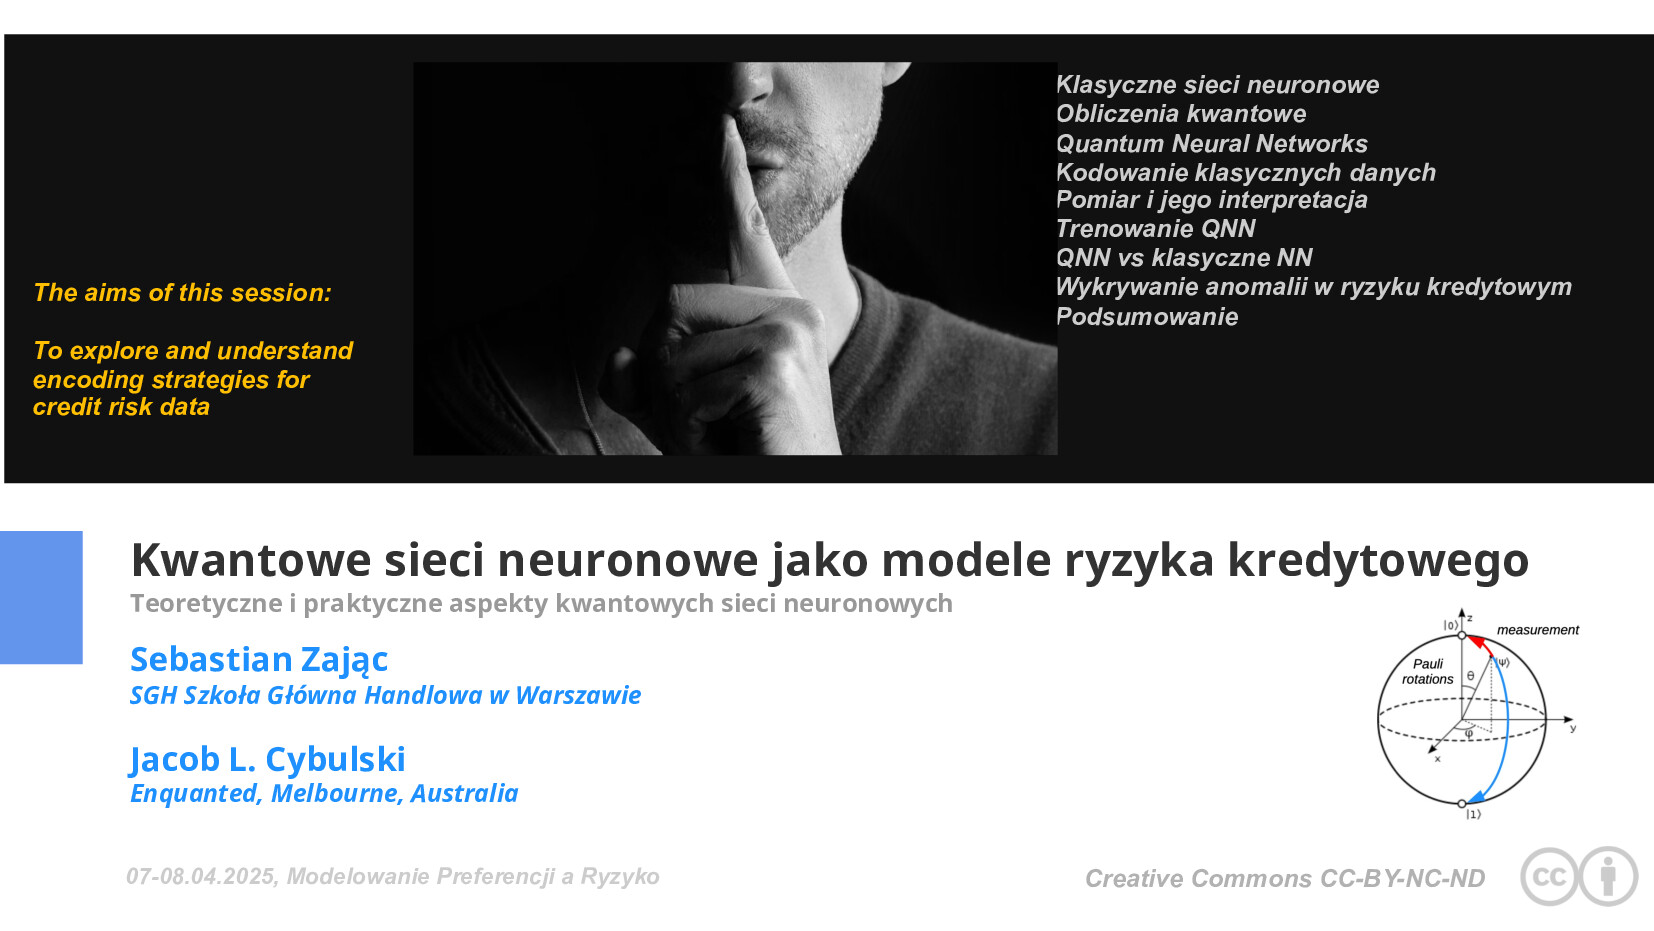 Klasyczne sieci neuronowe
Obliczenia kwantowe
Quantum Neural Networks
Kodowanie klasycznych danych
Pomiar i jego interpretacja
Trenowanie QNN
QNN vs klasyczne NN
Wykrywanie anomalii w ryzyku kredytowym
Podsumowanie
The aims of this session:
To explore and understand
encoding strategies for
credit risk data
Kwantowe sieci neuronowe jako modele ryzyka kredytowego
Teoretyczne i praktyczne aspekty kwantowych sieci neuronowych
Sebastian Zając
SGH Szkoła Główna Handlowa w Warszawie
Jacob L. Cybulski
Enquanted, Melbourne, Australia
|0⟩ z
measurement
Pauli
rotations
|ψ⟩
θ
φ
x
y
|1⟩
07-08.04.2025, Modelowanie Preferencji a Ryzyko
Creative Commons CC-BY-NC-ND
cc